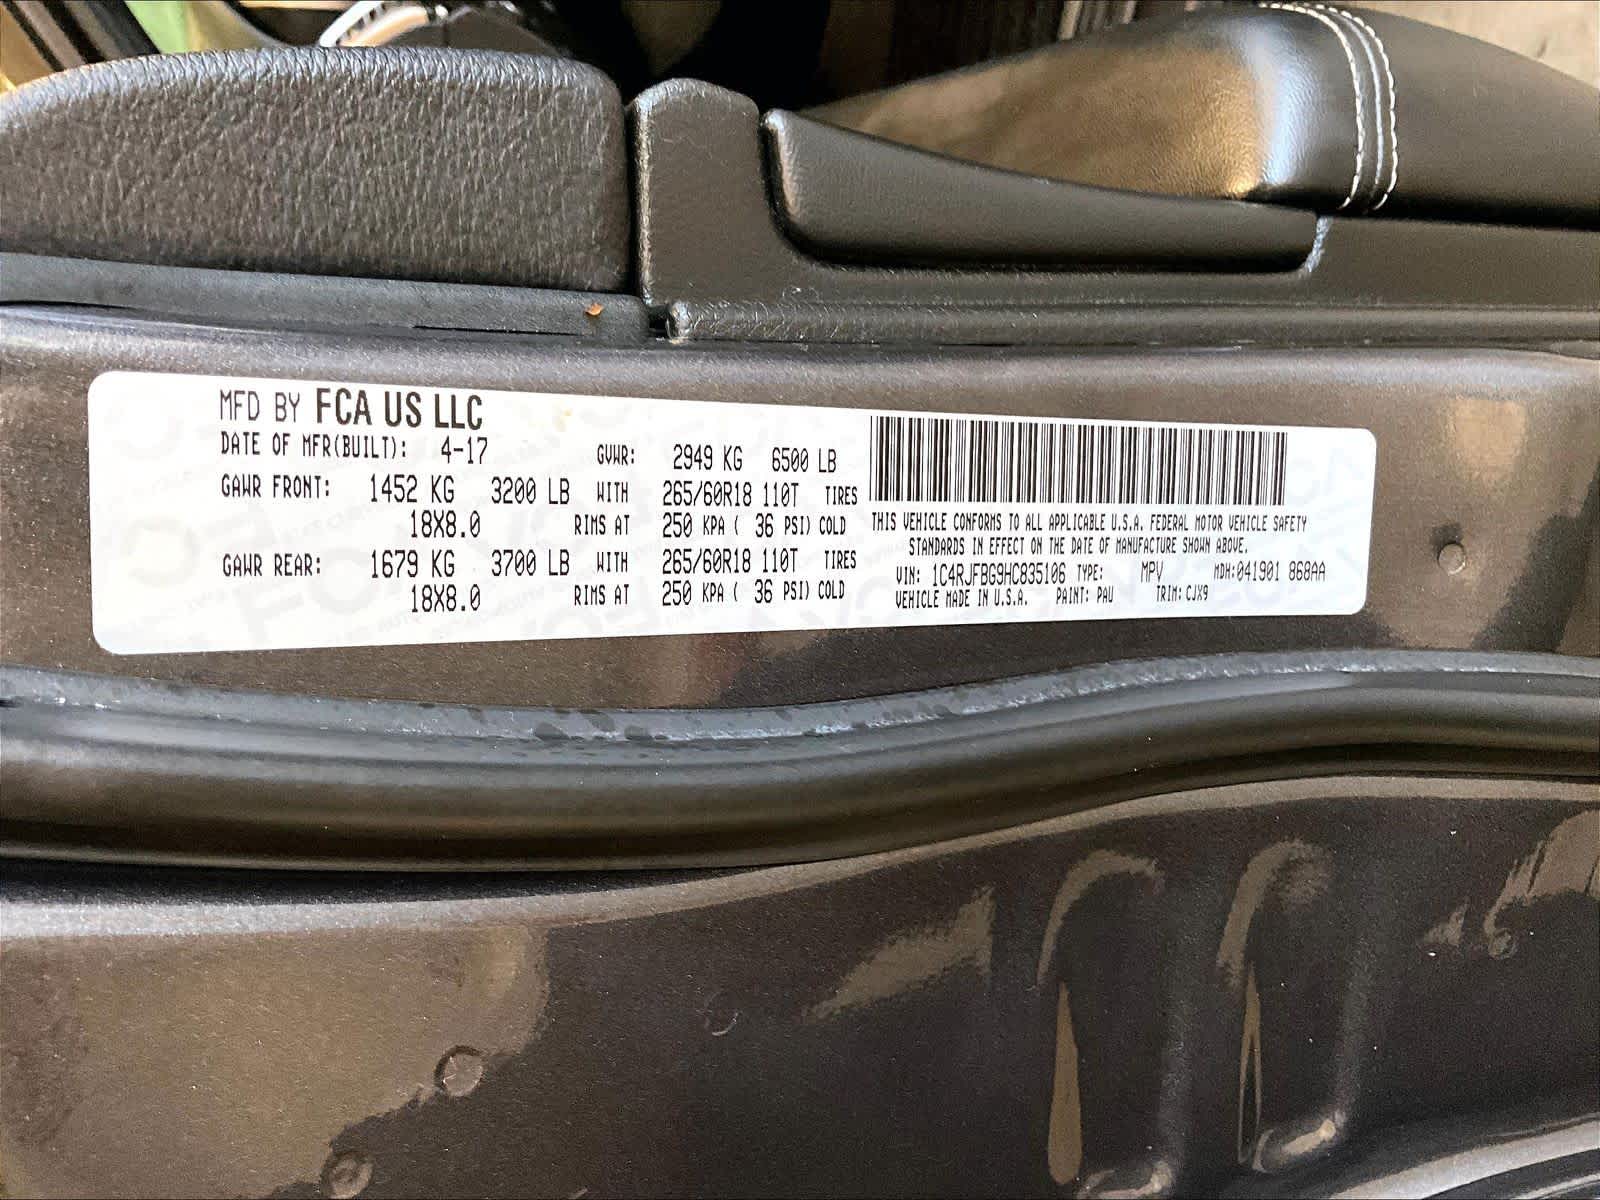 MFD BY FCA US LLC
DATE OF MFR(BUILT): 4-17 GVWR: 2949 KG 6500 LB
GAWR FRONT: 1452 KG 3200 LB WITH 265/60R18 110T TIRES
18X8.0 RIMS AT 250 KPA ( 36 PSI) COLD
GAWR REAR: 1679 KG 3700 LB WITH 265/60R18 110T TIRES
18X8.0 RIMS AT 250 KPA ( 36 PSI) COLD
THIS VEHICLE CONFORMS TO ALL APPLICABLE U.S.A. FEDERAL MOTOR VEHICLE SAFETY
STANDARDS IN EFFECT ON THE DATE OF MANUFACTURE SHOWN ABOVE.
VIN: 1C4RJFBG9HC835106 TYPE: MPV MDH:041901 868AA
VEHICLE MADE IN U.S.A. PAINT: PAU TRIM: CJX9